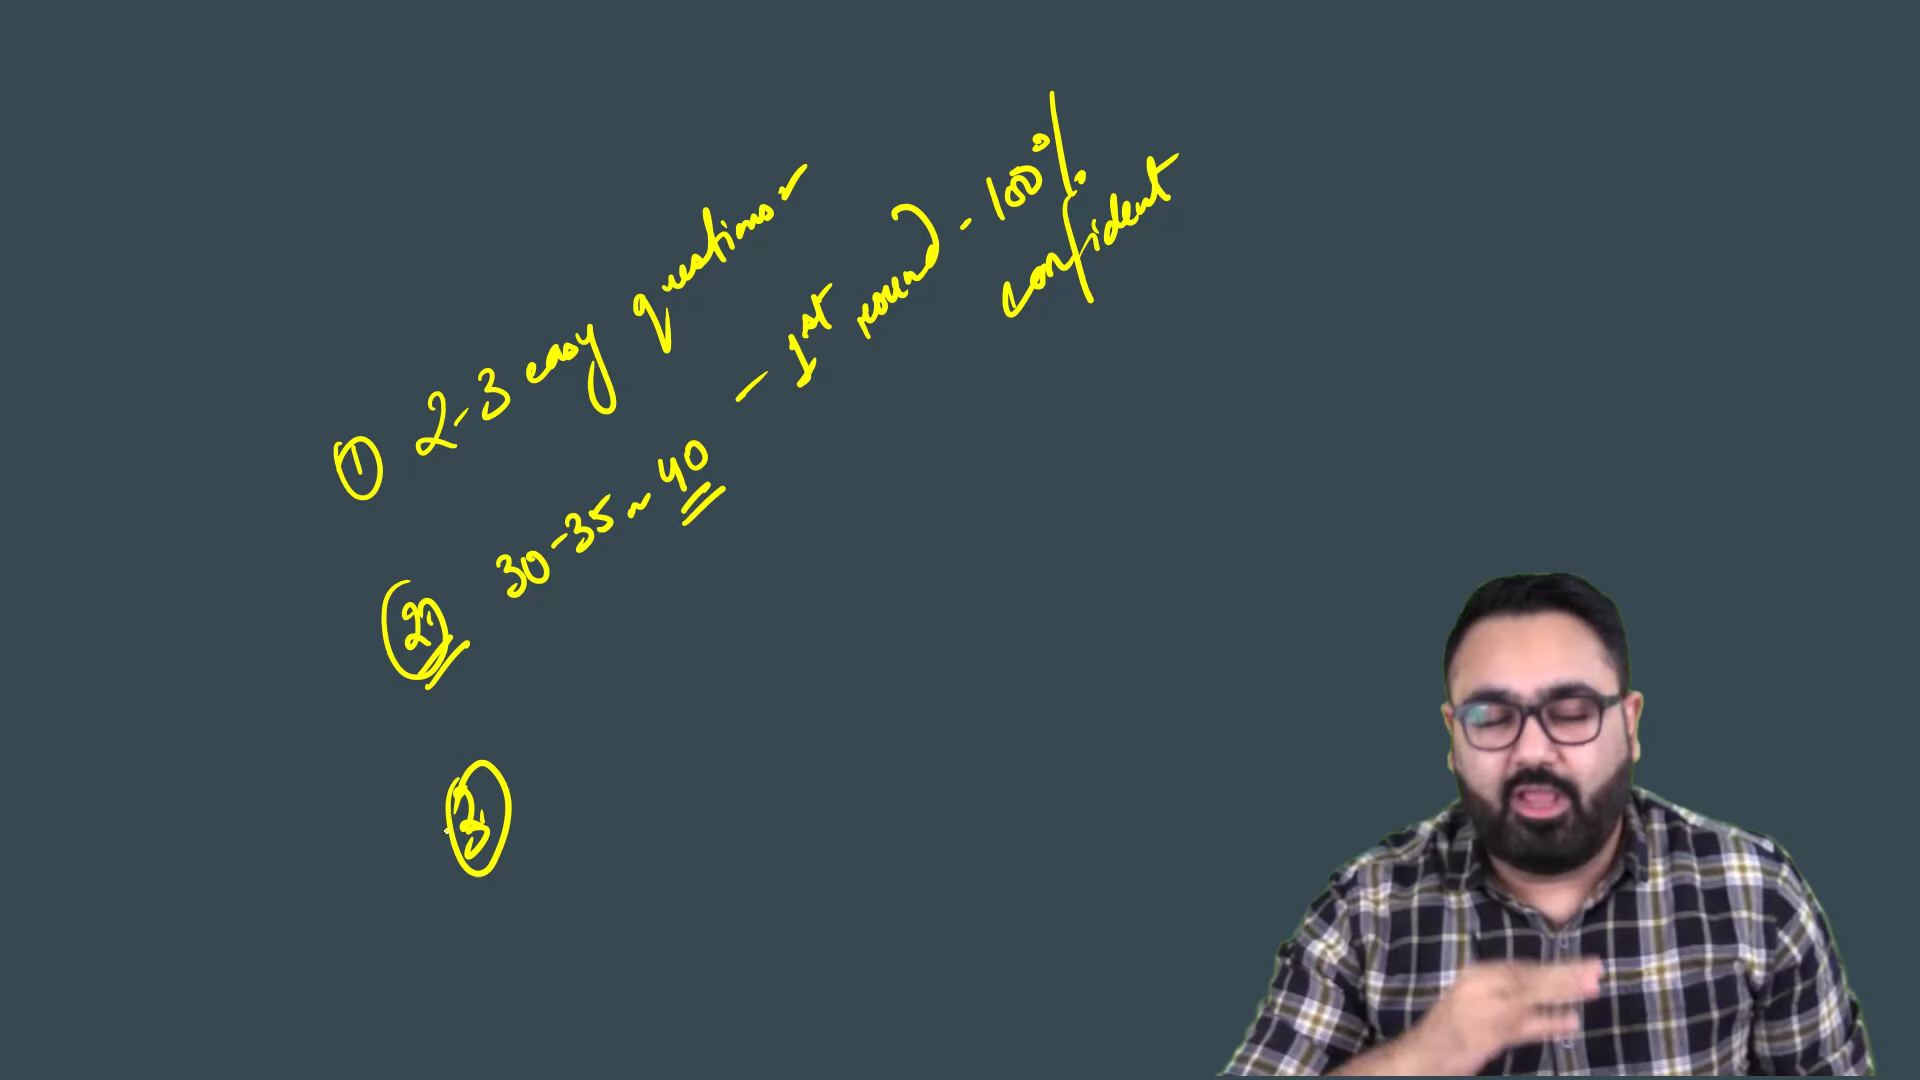 ① 2-3 easy questions
② 30-35 ~ 40 - 1st round - 100%
confident
③